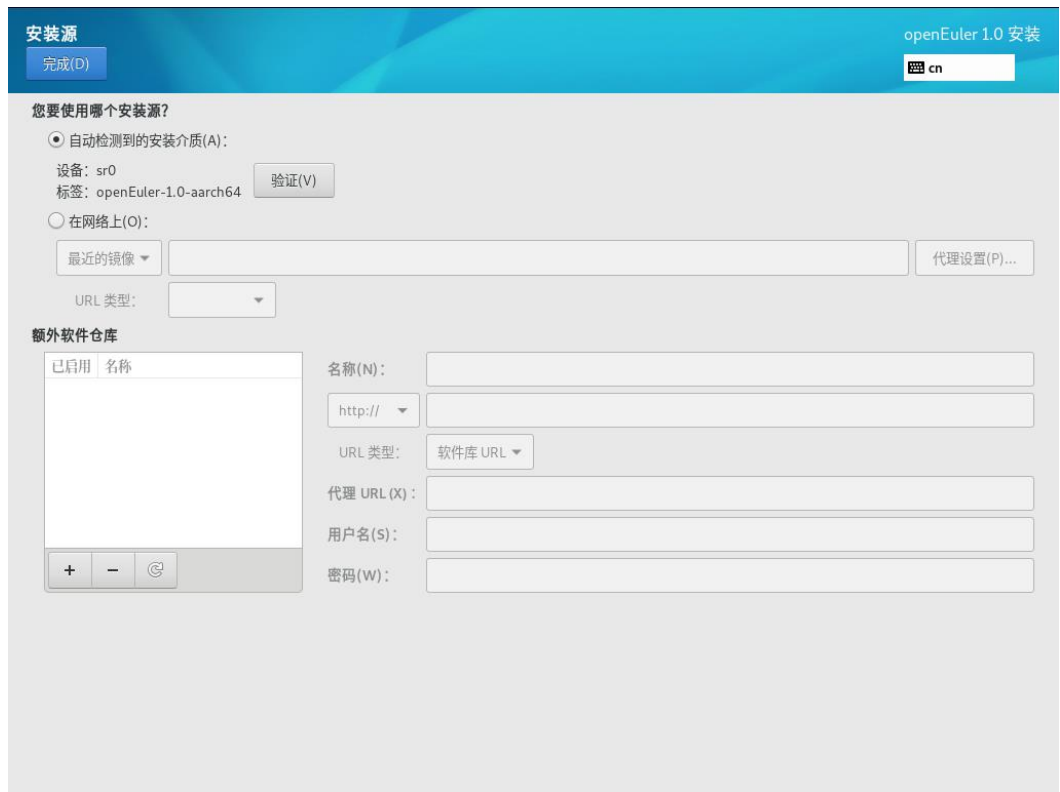 安装源
openEuler 1.0 安装
完成(D)
cn
您要使用哪个安装源?
自动检测到的安装介质(A):
设备: sr0
标签: openEuler-1.0-aarch64
验证(V)
在网络上(O):
最近的镜像
代理设置(P)...
URL 类型:
额外软件仓库
已启用 名称
名称(N):
http://
URL 类型:
软件库 URL
代理 URL(X) :
用户名(S):
密码(W):